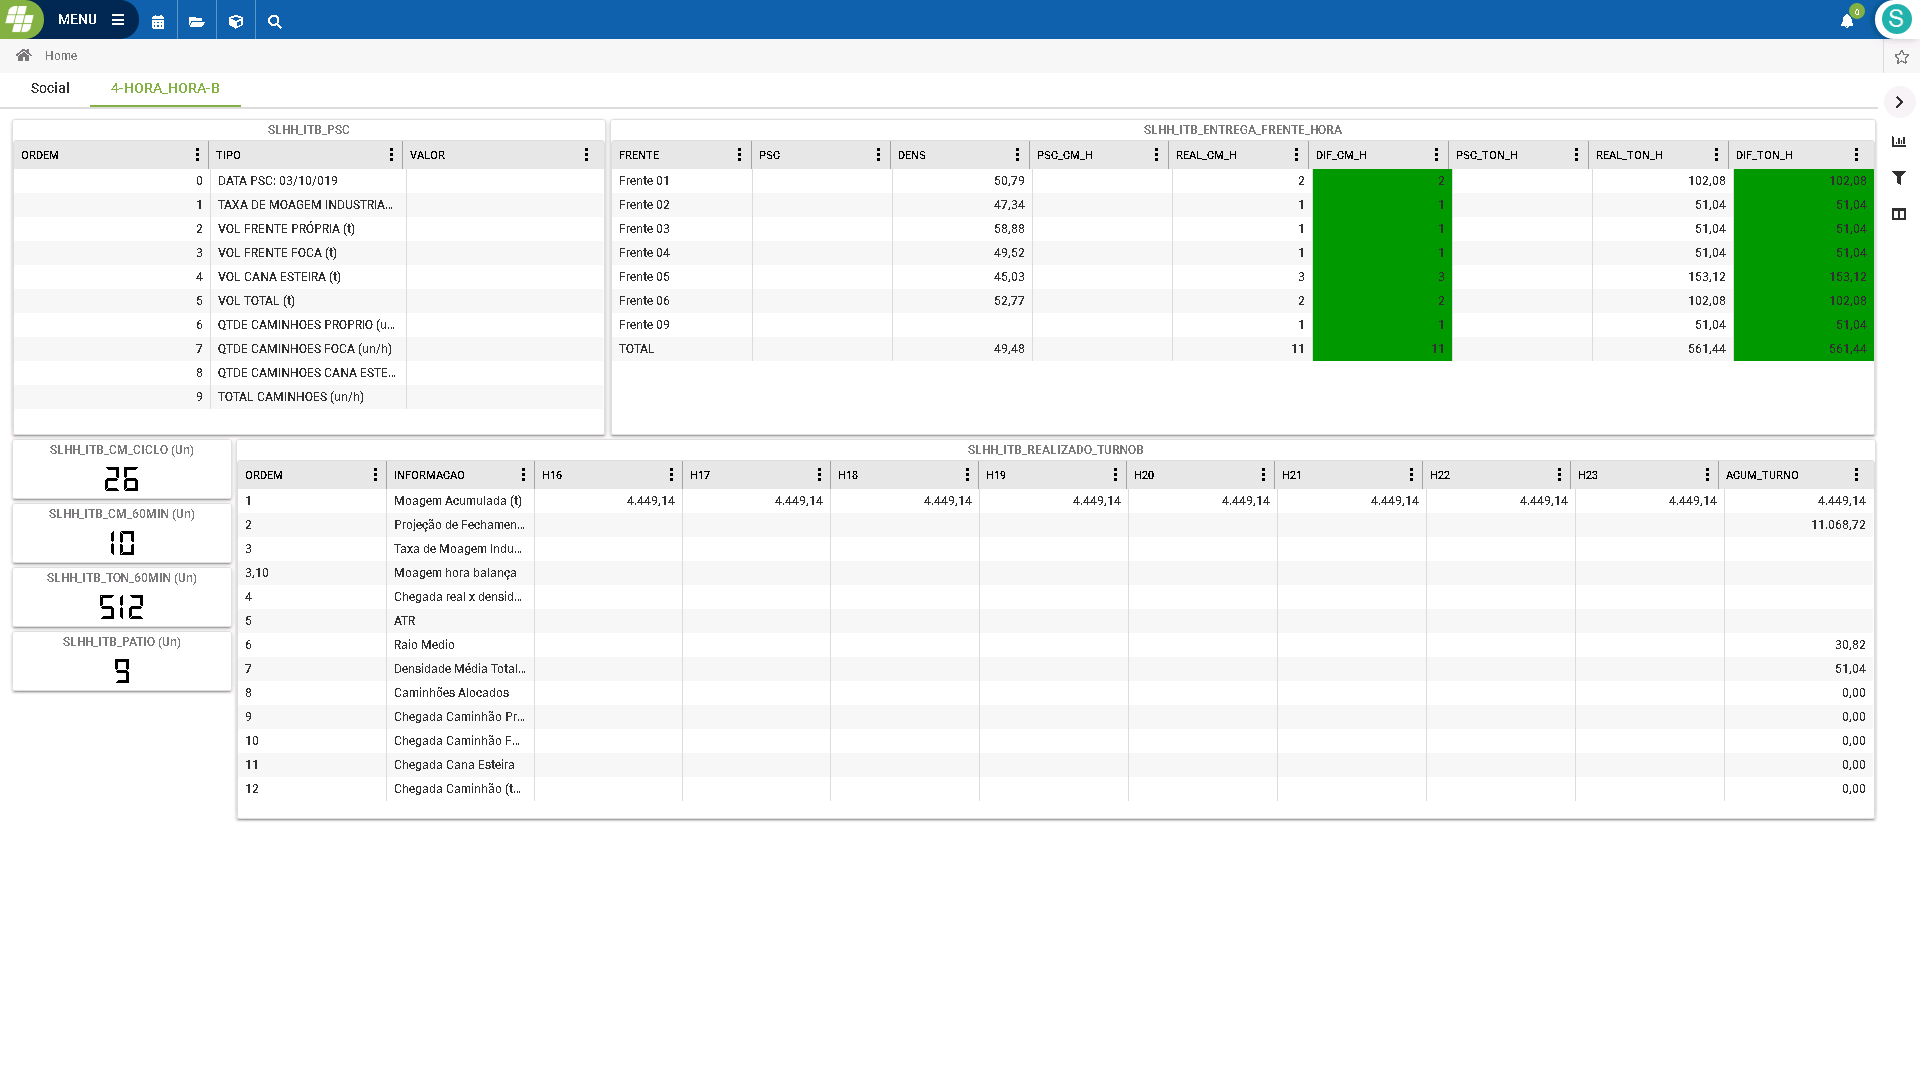 MENU
0
S
Home
Social 4-HORA_HORA-B
SLHH_ITB_PSC
ORDEM TIPO VALOR
0 DATA PSC: 03/10/019
1 TAXA DE MOAGEM INDUSTRIA...
2 VOL FRENTE PRÓPRIA (t)
3 VOL FRENTE FOCA (t)
4 VOL CANA ESTEIRA (t)
5 VOL TOTAL (t)
6 QTDE CAMINHOES PROPRIO (u...
7 QTDE CAMINHOES FOCA (un/h)
8 QTDE CAMINHOES CANA ESTE...
9 TOTAL CAMINHOES (un/h)
SLHH_ITB_ENTREGA_FRENTE_HORA
FRENTE PSC DENS PSC_CM_H REAL_CM_H DIF_CM_H PSC_TON_H REAL_TON_H DIF_TON_H
Frente 01 50,79 2 2 102,08 102,08
Frente 02 47,34 1 1 51,04 51,04
Frente 03 58,88 1 1 51,04 51,04
Frente 04 49,52 1 1 51,04 51,04
Frente 05 45,03 3 3 153,12 153,12
Frente 06 52,77 2 2 102,08 102,08
Frente 09 1 1 51,04 51,04
TOTAL 49,48 11 11 561,44 561,44
SLHH_ITB_CM_CICLO (Un)
26
SLHH_ITB_CM_60MIN (Un)
10
SLHH_ITB_TON_60MIN (Un)
512
SLHH_ITB_PATIO (Un)
9
SLHH_ITB_REALIZADO_TURNOB
ORDEM INFORMACAO H16 H17 H18 H19 H20 H21 H22 H23 ACUM_TURNO
1 Moagem Acumulada (t) 4.449,14 4.449,14 4.449,14 4.449,14 4.449,14 4.449,14 4.449,14 4.449,14 4.449,14
2 Projeção de Fechamen... 11.068,72
3 Taxa de Moagem Indu...
3,10 Moagem hora balança
4 Chegada real x densid...
5 ATR
6 Raio Medio 30,82
7 Densidade Média Total... 51,04
8 Caminhões Alocados 0,00
9 Chegada Caminhão Pr... 0,00
10 Chegada Caminhão F... 0,00
11 Chegada Cana Esteira 0,00
12 Chegada Caminhão (t... 0,00